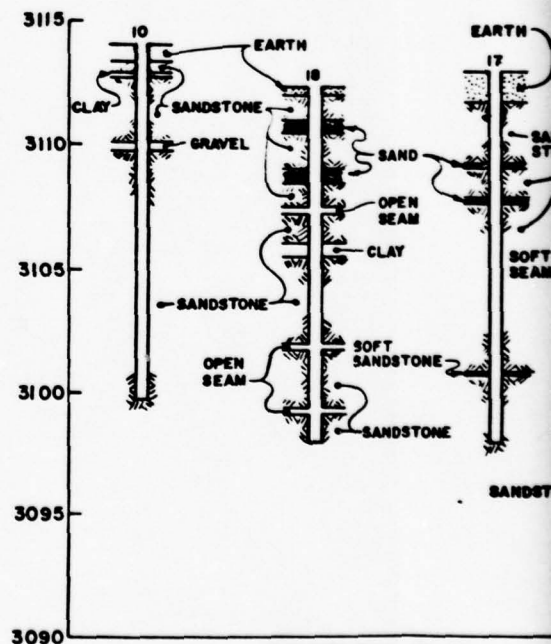 3115
10
EARTH
EARTH
18
17
CLAY
SANDSTONE
3110
GRAVEL
SAND
OPEN
SEAM
CLAY
SOFT
SEAM
3105
SANDSTONE
OPEN
SEAM
SOFT
SANDSTONE
3100
SANDSTONE
3095
3090